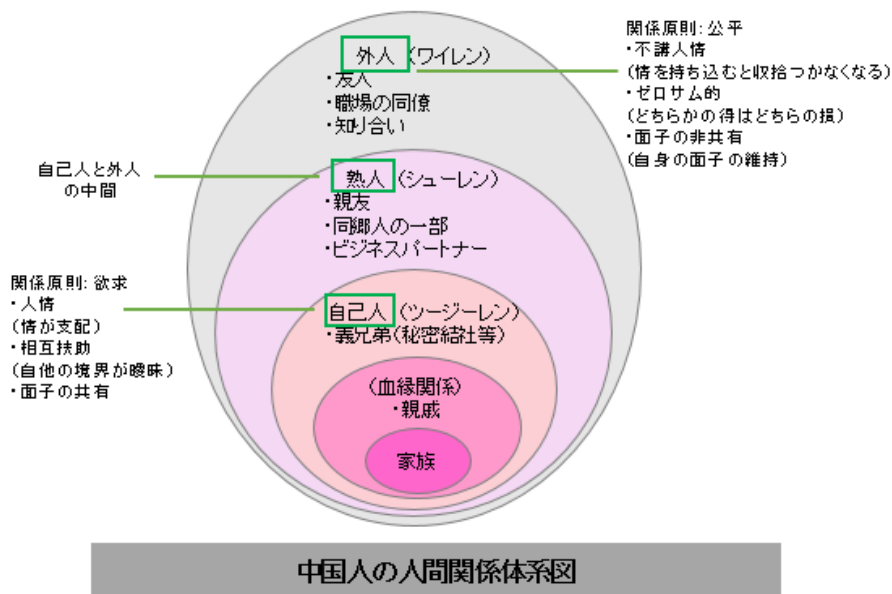 外人（ワイレン）
・友人
・職場の同僚
・知り合い
関係原則: 公平
・不講人情
(情を持ち込むと収拾つかなくなる)
・ゼロサム的
(どちらかの得はどちらの損)
・面子の非共有
(自身の面子の維持)
自己人と外人
の中間
熟人（シューレン）
・親友
・同郷人の一部
・ビジネスパートナー
関係原則: 欲求
・人情
(情が支配)
・相互扶助
(自他の境界が曖昧)
・面子の共有
自己人（ツージーレン）
・義兄弟(秘密結社等)
(血縁関係)
・親戚
家族
中国人の人間関係体系図